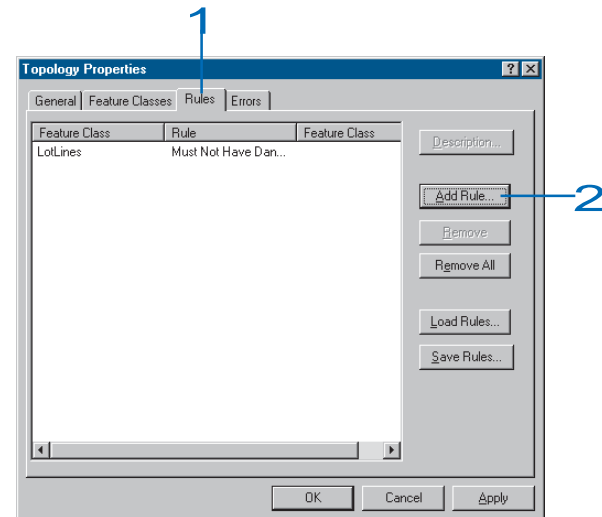 1
Topology Properties
General Feature Classes Rules Errors
Feature Class Rule Feature Class
LotLines Must Not Have Dan...
Description...
Add Rule...
2
Remove
Remove All
Load Rules...
Save Rules...
OK Cancel Apply